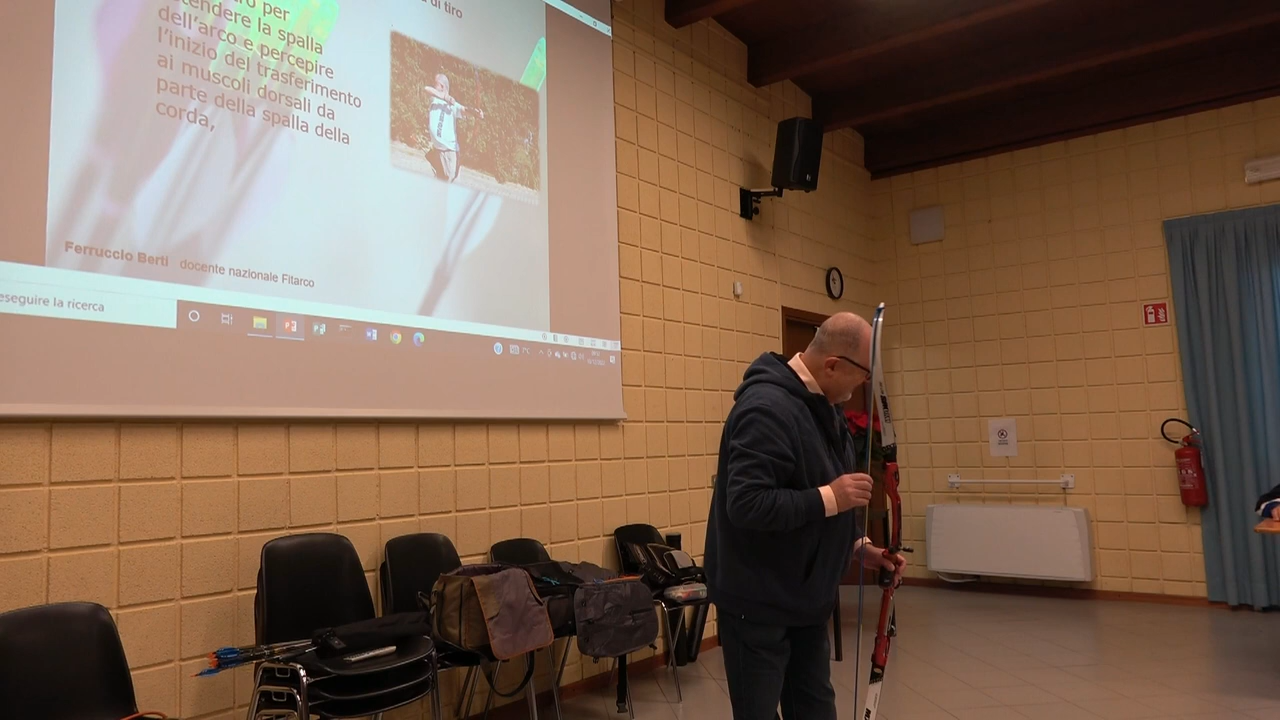 per
la di tiro
tendere la spalla
dell'arco e percepire
l'inizio del trasferimento
ai muscoli dorsali da
parte della spalla della
corda,
Ferruccio Berti docente nazionale Fitarco
eseguire la ricerca